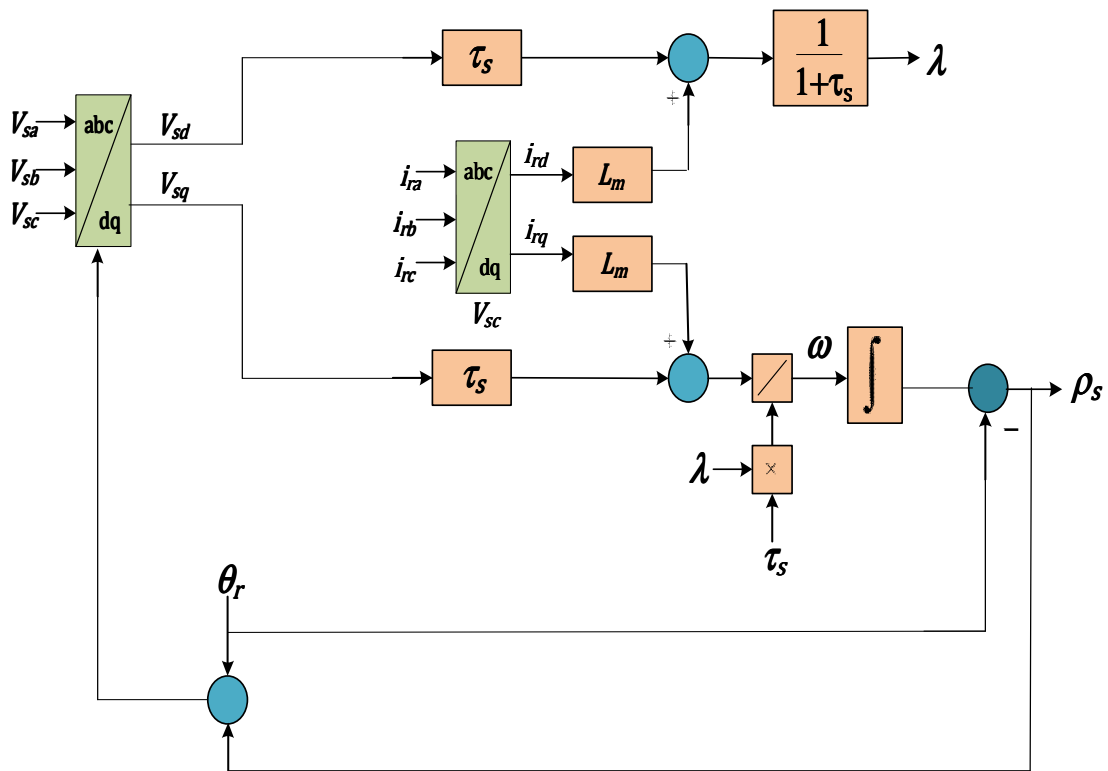 τs
1
1+τs
λ
+
Vsa
Vsb
Vsc
abc
dq
Vsd
Vsq
ira
irb
irc
abc
dq
ird
irq
Lm
Lm
Vsc
+
τs
ω
∫
ρs
−
λ
×
τs
θr